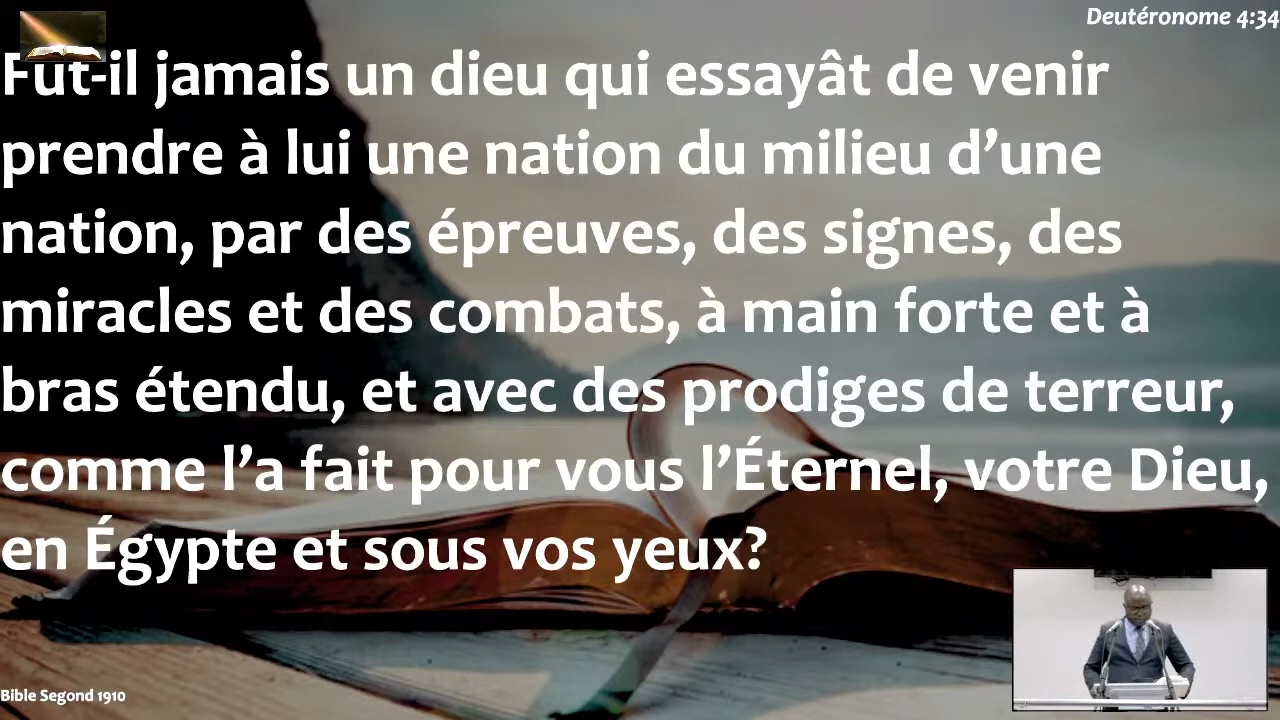 Deutéronome 4:34
Fut-il jamais un dieu qui essayât de venir
prendre à lui une nation du milieu d’une
nation, par des épreuves, des signes, des
miracles et des combats, à main forte et à
bras étendu, et avec des prodiges de terreur,
comme l’a fait pour vous l’Éternel, votre Dieu,
en Égypte et sous vos yeux?
Bible Segond 1910